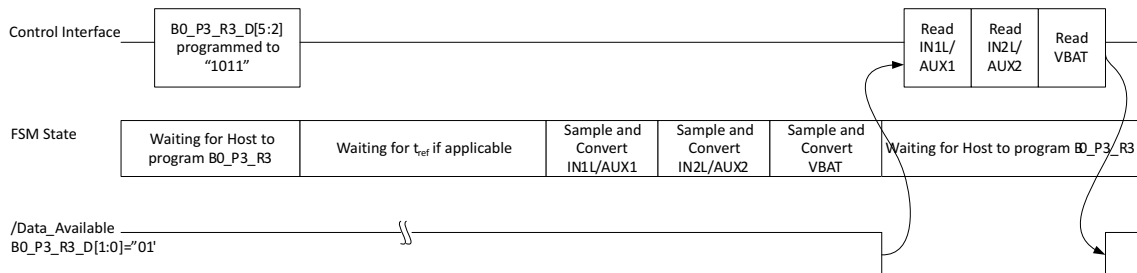 Control Interface
B0_P3_R3_D[5:2]
programmed to
“1011”
Read
IN1L/
AUX1
Read
IN2L/
AUX2
Read
VBAT
FSM State
Waiting for Host to
program B0_P3_R3
Waiting for tref if applicable
Sample and
Convert
IN1L/AUX1
Sample and
Convert
IN2L/AUX2
Sample and
Convert
VBAT
Waiting for Host to program B0_P3_R3
/Data_Available
B0_P3_R3_D[1:0]=”01'